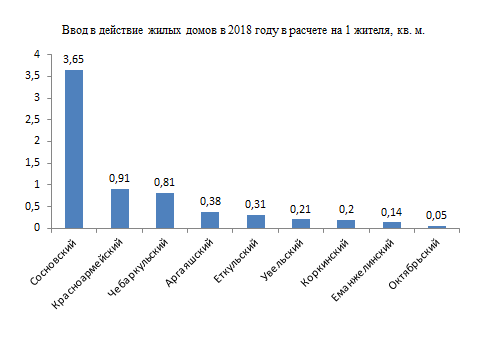 Ввод в действие жилых домов в 2018 году в расчете на 1 жителя, кв. м.
4
3,5
3
2,5
2
1,5
1
0,5
0
3,65
0,91
0,81
0,38
0,31
0,21
0,2
0,14
0,05
Сосновский
Красноармейский
Чебаркульский
Аргаяшский
Еткульский
Увельский
Коркинский
Еманжелинский
Октябрьский